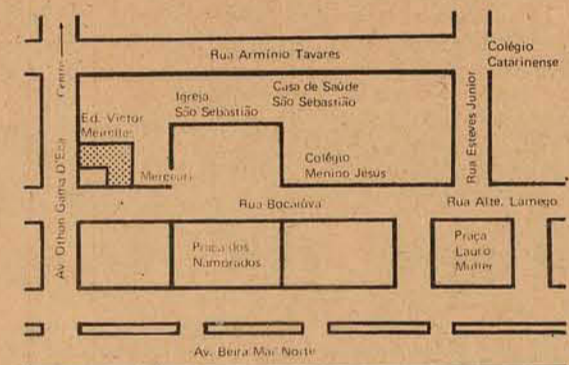 Rua Armínio Tavares
Colégio
Catarinense
Centro
Casa de Saúde
São Sebastião
Igreja
São Sebastião
Ed. Victor
Meirelles
Rua Esteves Junior
Colégio
Menino Jesus
Av. Othon Gama D'Eça
Rua Bocaiúva
Rua Alte. Lamego
Praça dos
Namorados
Praça
Lauro
Muller
Av. Beira Mar Norte